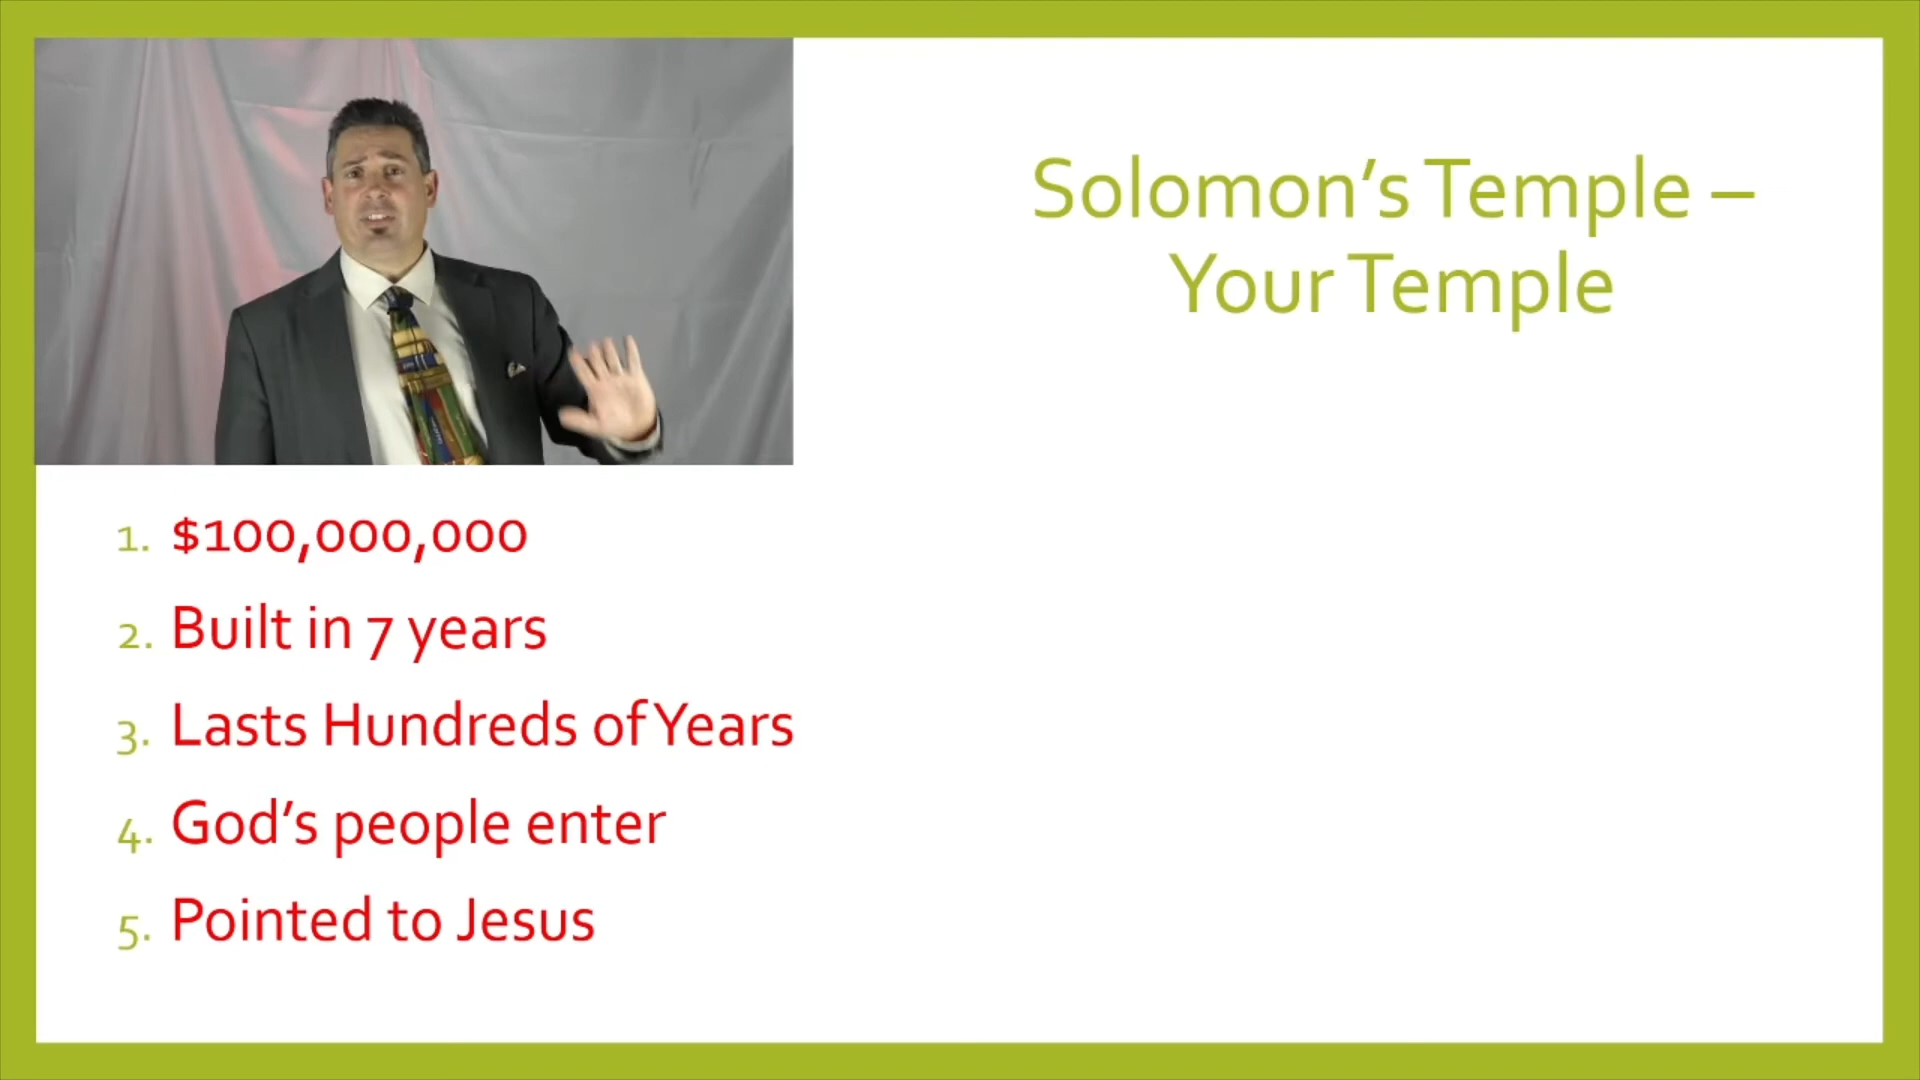 Solomon’s Temple –
Your Temple
1. $100,000,000
2. Built in 7 years
3. Lasts Hundreds of Years
4. God’s people enter
5. Pointed to Jesus